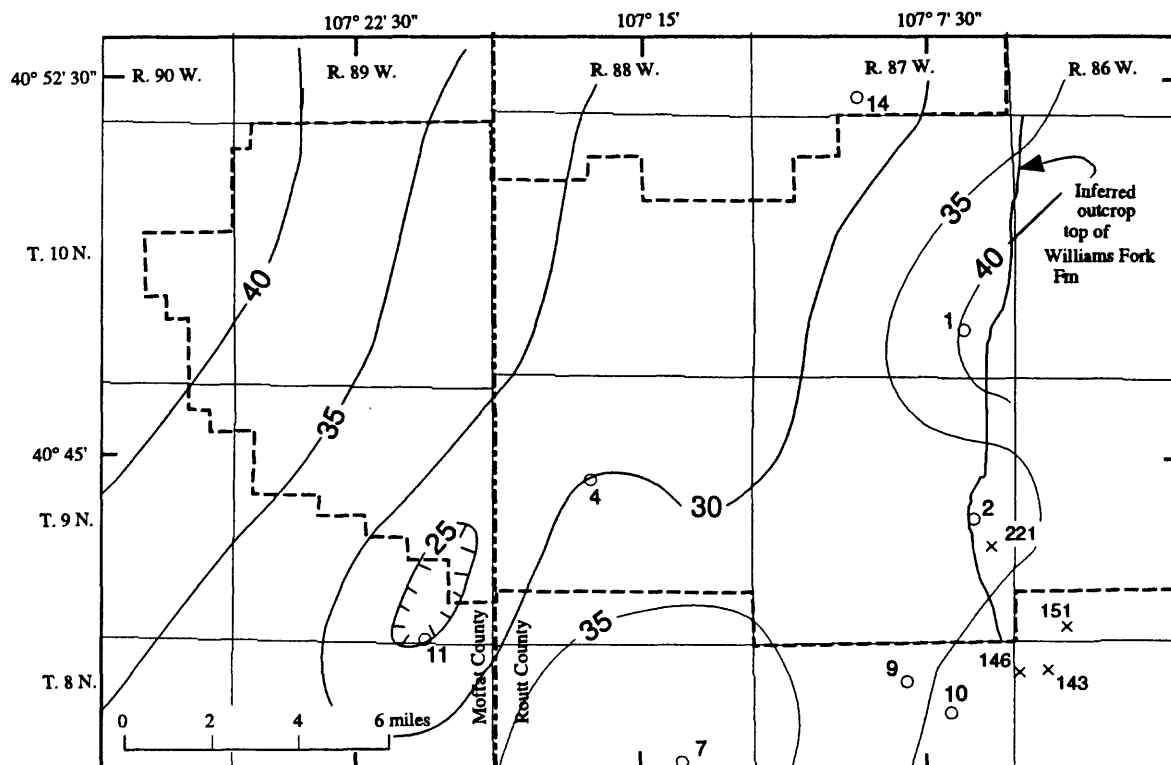 107° 22' 30"
107° 15'
107° 7' 30"
40° 52' 30"
R. 90 W.
R. 89 W.
R. 88 W.
R. 87 W.
R. 86 W.
14
35
Inferred
outcrop
top of
Williams Fork
Fm
T. 10 N.
40
40
1
35
40° 45'
4
30
2
T. 9 N.
25
221
35
151
11
Moffat County
Routt County
146
143
T. 8 N.
9
10
0
2
4
6 miles
7